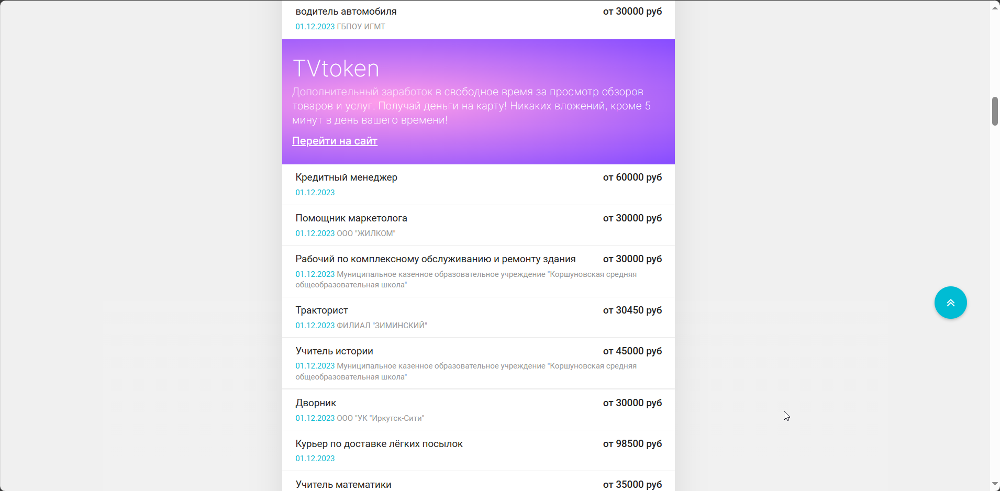 водитель автомобиля от 30000 руб
01.12.2023 ГБПОУ ИГМТ
TVtoken
Дополнительный заработок в свободное время за просмотр обзоров
товаров и услуг. Получай деньги на карту! Никаких вложений, кроме 5
минут в день вашего времени!
Перейти на сайт
Кредитный менеджер от 60000 руб
01.12.2023
Помощник маркетолога от 30000 руб
01.12.2023 ООО "ЖИЛКОМ"
Рабочий по комплексному обслуживанию и ремонту здания от 30000 руб
01.12.2023 Муниципальное казенное образовательное учреждение "Коршуновская средняя
общеобразовательная школа"
Тракторист от 30450 руб
01.12.2023 ФИЛИАЛ "ЗИМИНСКИЙ"
Учитель истории от 45000 руб
01.12.2023 Муниципальное казенное образовательное учреждение "Коршуновская средняя
общеобразовательная школа"
Дворник от 30000 руб
01.12.2023 ООО "УК "Иркутск-Сити"
Курьер по доставке лёгких посылок от 98500 руб
01.12.2023
Учитель математики от 35000 руб